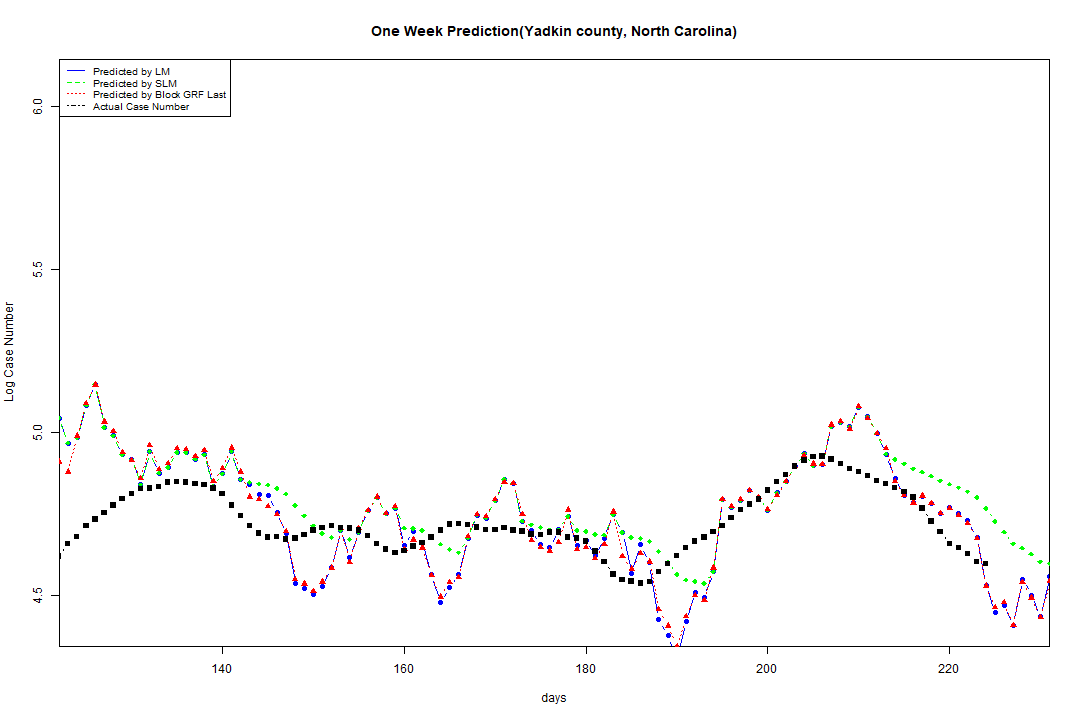 One Week Prediction(Yadkin county, North Carolina)
Predicted by LM
Predicted by SLM
Predicted by Block GRF Last
Actual Case Number
6.0
5.5
5.0
4.5
Log Case Number
140 160 180 200 220
days